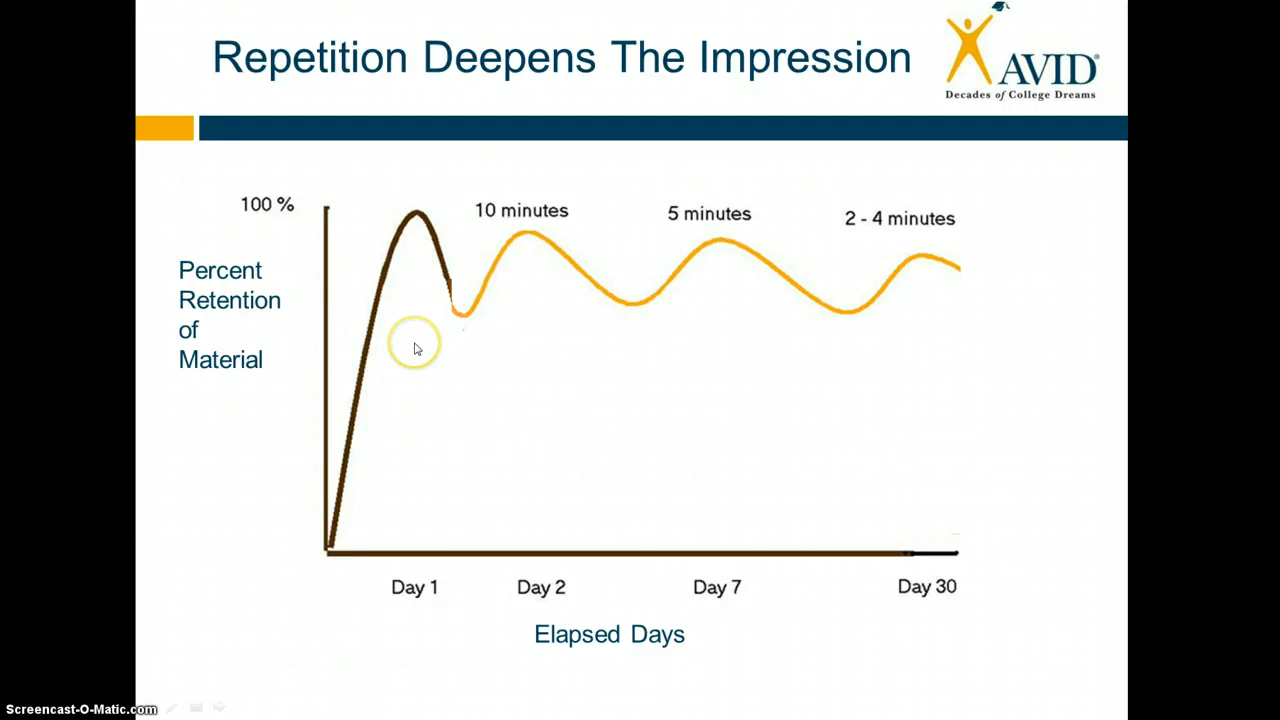 Repetition Deepens The Impression
AVID®
Decades of College Dreams
100 %
10 minutes
5 minutes
2 - 4 minutes
Percent
Retention
of
Material
Day 1
Day 2
Day 7
Day 30
Elapsed Days
Screencast-O-Matic.com